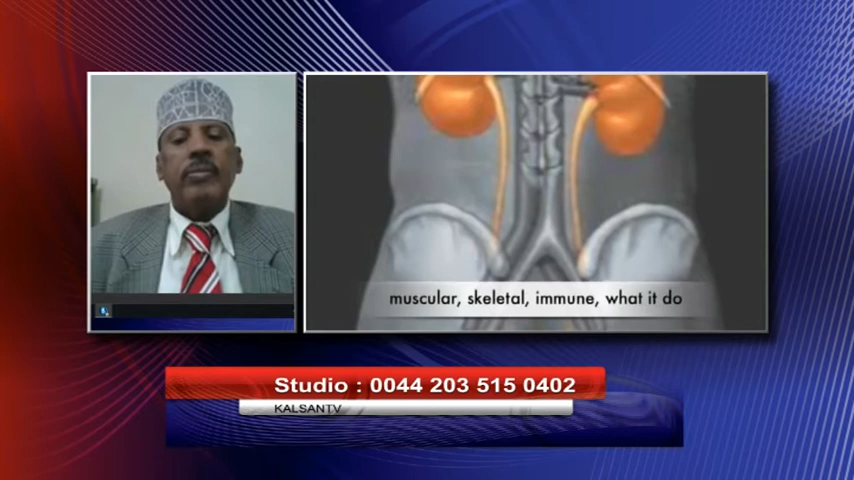 muscular, skeletal, immune, what it do
Studio : 0044 203 515 0402
KALSANTV